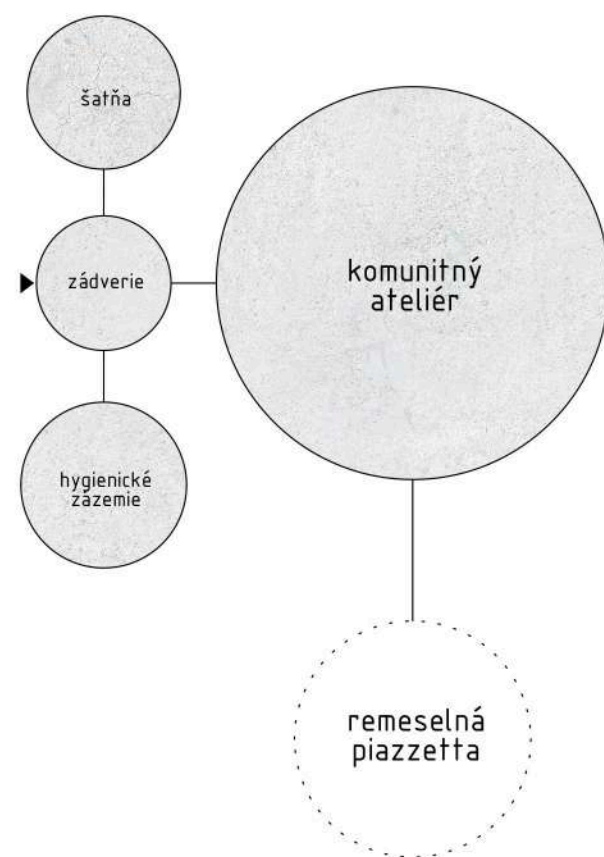 šatňa
zádverie
komunitný
ateliér
hygienické
zázemie
remeselná
piazzetta